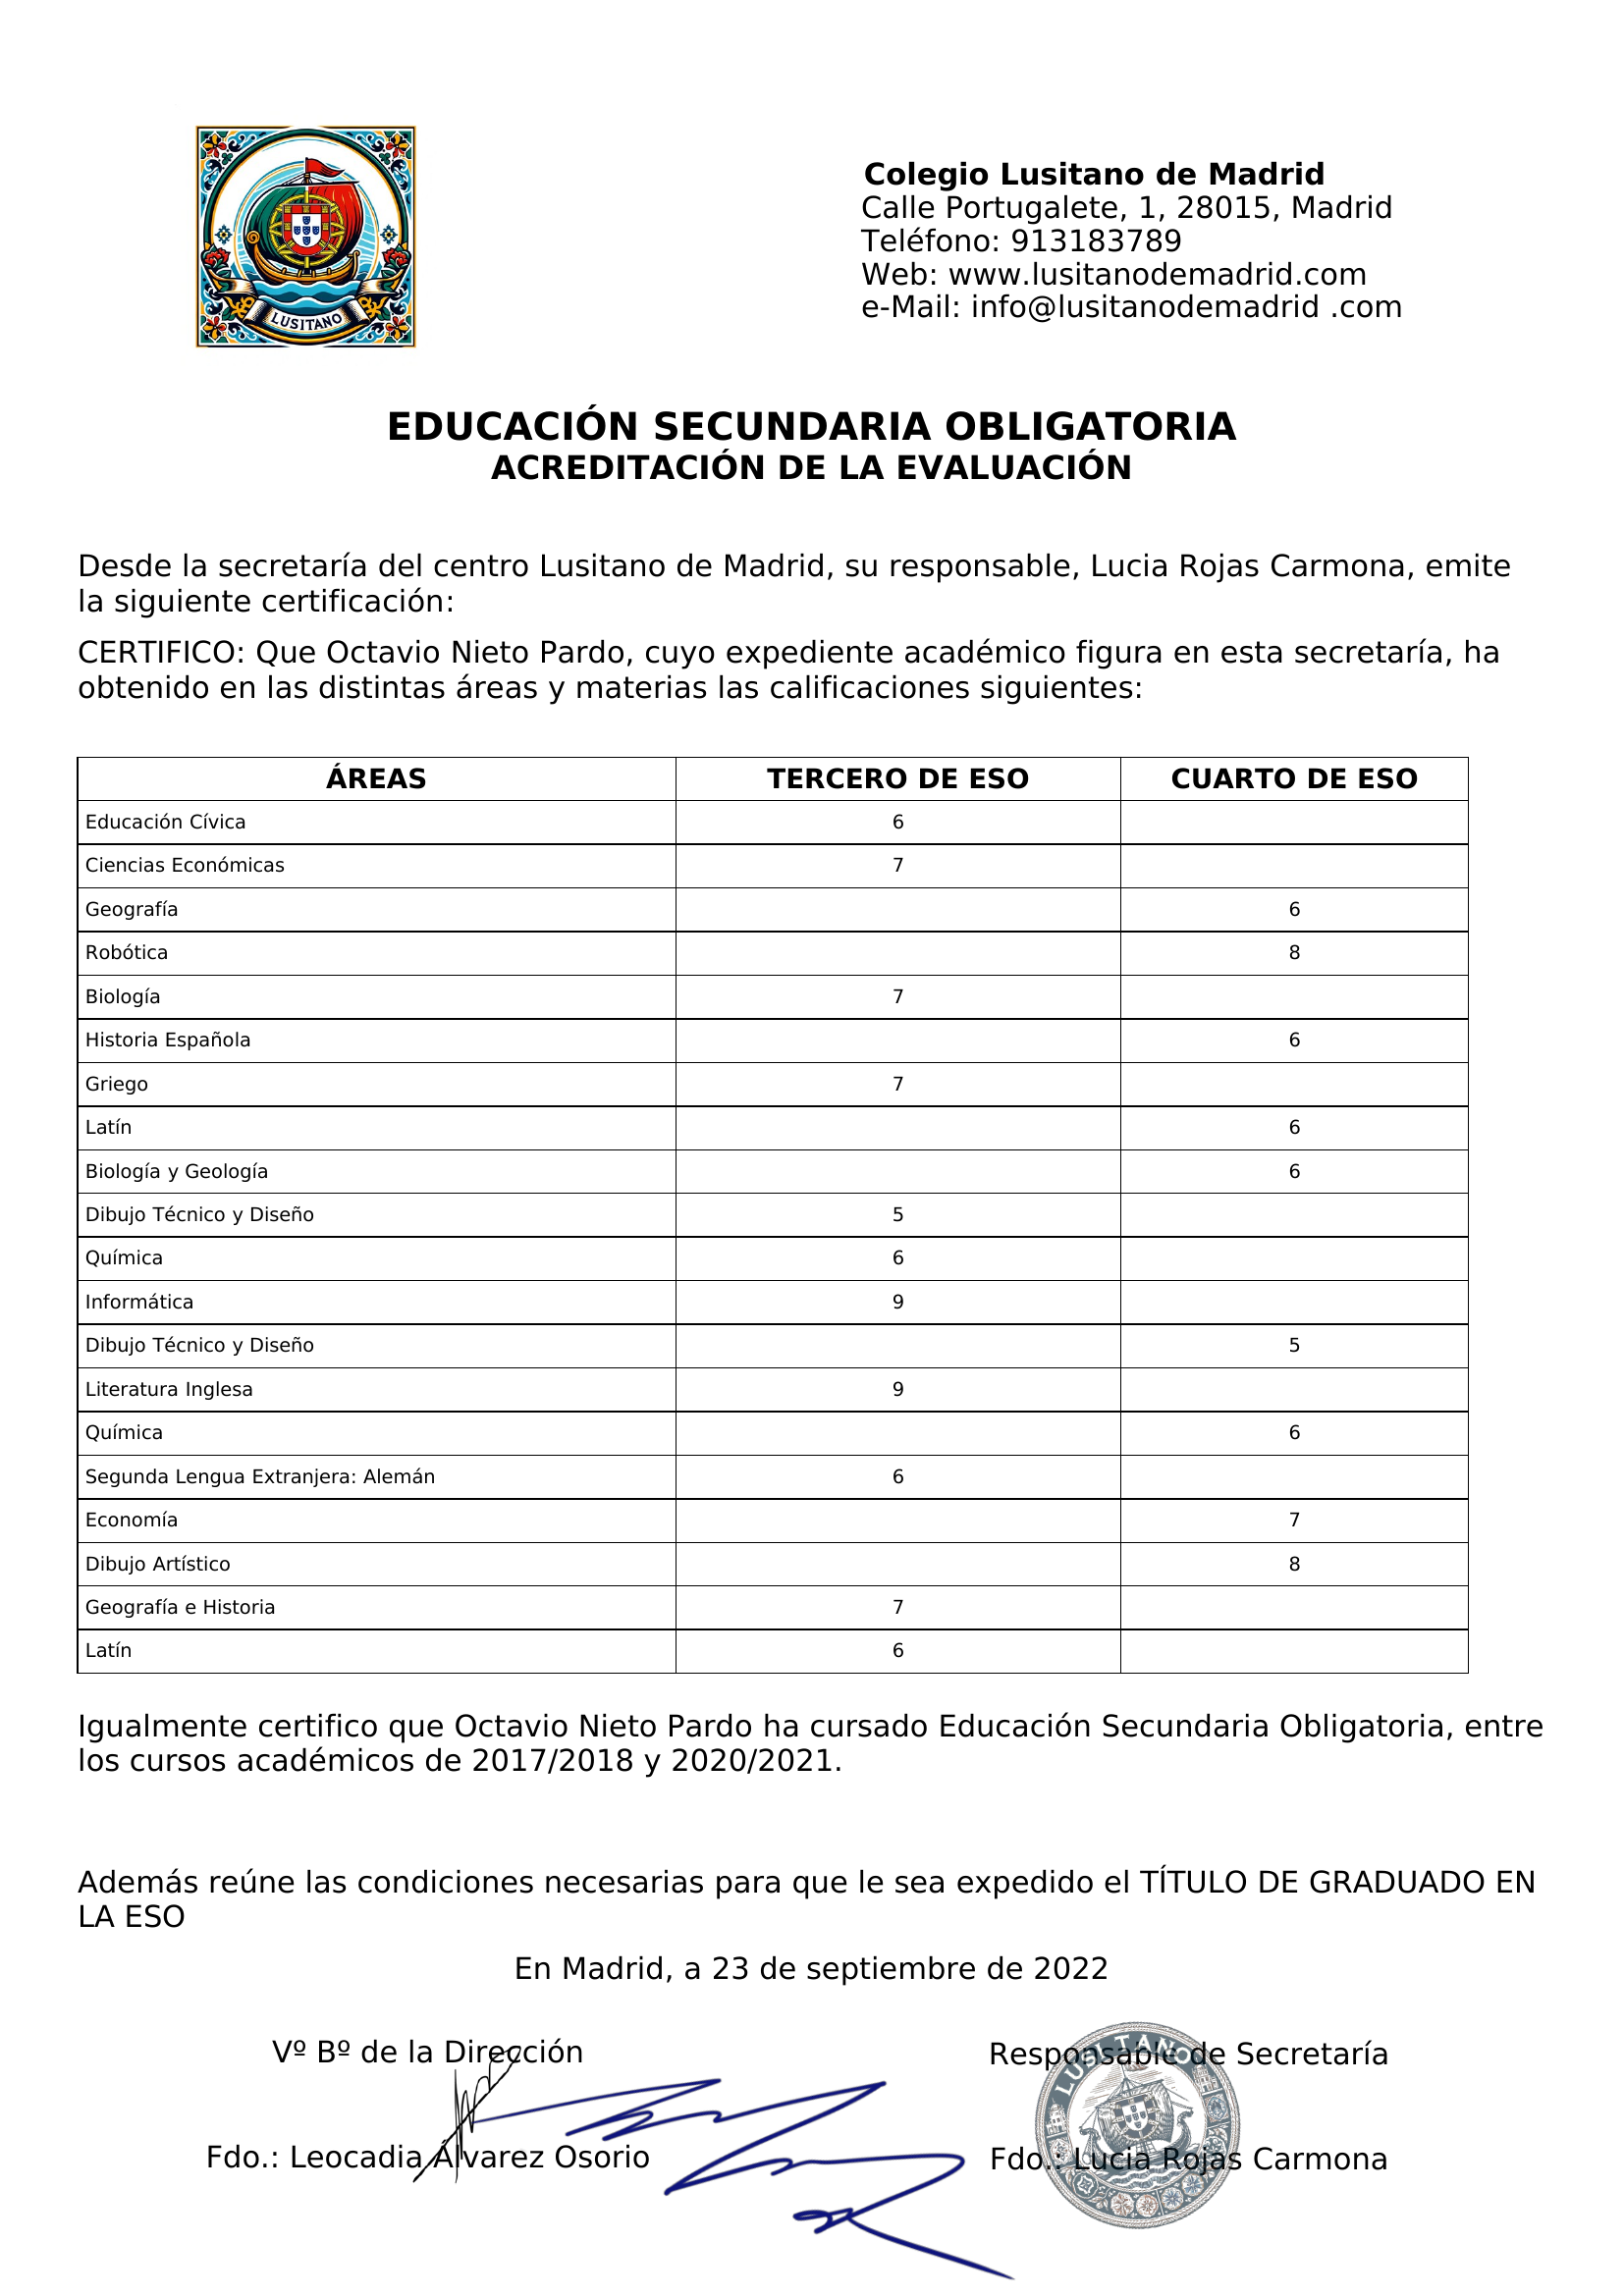 LUSITANO
Colegio Lusitano de Madrid
Calle Portugalete, 1, 28015, Madrid
Teléfono: 913183789
Web: www.lusitanodemadrid.com
e-Mail: info@lusitanodemadrid .com
EDUCACIÓN SECUNDARIA OBLIGATORIA
ACREDITACIÓN DE LA EVALUACIÓN
Desde la secretaría del centro Lusitano de Madrid, su responsable, Lucia Rojas Carmona, emite
la siguiente certificación:
CERTIFICO: Que Octavio Nieto Pardo, cuyo expediente académico figura en esta secretaría, ha
obtenido en las distintas áreas y materias las calificaciones siguientes:
ÁREAS TERCERO DE ESO CUARTO DE ESO
Educación Cívica 6
Ciencias Económicas 7
Geografía 6
Robótica 8
Biología 7
Historia Española 6
Griego 7
Latín 6
Biología y Geología 6
Dibujo Técnico y Diseño 5
Química 6
Informática 9
Dibujo Técnico y Diseño 5
Literatura Inglesa 9
Química 6
Segunda Lengua Extranjera: Alemán 6
Economía 7
Dibujo Artístico 8
Geografía e Historia 7
Latín 6
Igualmente certifico que Octavio Nieto Pardo ha cursado Educación Secundaria Obligatoria, entre
los cursos académicos de 2017/2018 y 2020/2021.
Además reúne las condiciones necesarias para que le sea expedido el TÍTULO DE GRADUADO EN
LA ESO
En Madrid, a 23 de septiembre de 2022
Vº Bº de la Dirección Responsable de Secretaría
LUSITANO
Fdo.: Leocadia Álvarez Osorio Fdo.: Lucia Rojas Carmona